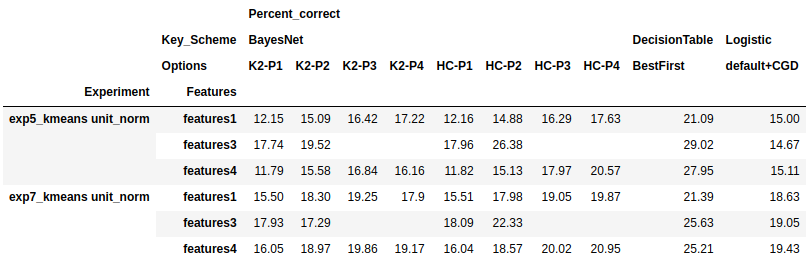 Percent_correct
Key_Scheme BayesNet DecisionTable Logistic
Options K2-P1 K2-P2 K2-P3 K2-P4 HC-P1 HC-P2 HC-P3 HC-P4 BestFirst default+CGD
Experiment Features
exp5_kmeans unit_norm features1 12.15 15.09 16.42 17.22 12.16 14.88 16.29 17.63 21.09 15.00
features3 17.74 19.52 17.96 26.38 29.02 14.67
features4 11.79 15.58 16.84 16.16 11.82 15.13 17.97 20.57 27.95 15.11
exp7_kmeans unit_norm features1 15.50 18.30 19.25 17.9 15.51 17.98 19.05 19.87 21.39 18.63
features3 17.93 17.29 18.09 22.33 25.63 19.05
features4 16.05 18.97 19.86 19.17 16.04 18.57 20.02 20.95 25.21 19.43